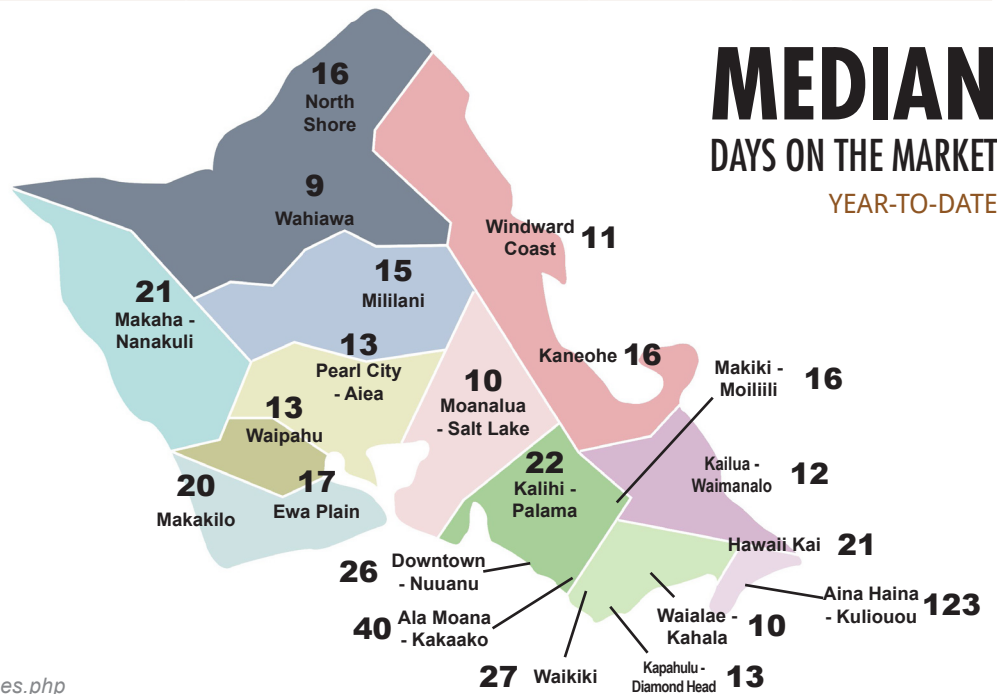 MEDIAN
DAYS ON THE MARKET
YEAR-TO-DATE
16
North
Shore
9
Wahiawa
Windward
Coast 11
15
Mililani
21
Makaha -
Nanakuli
13
Pearl City
- Aiea
Kaneohe 16
10
Moanalua
- Salt Lake
Makiki -
Moiliili 16
13
Waipahu
22
Kalihi -
Palama
Kailua -
Waimanalo 12
20
Makakilo
17
Ewa Plain
Hawaii Kai 21
26 Downtown
- Nuuanu
Aina Haina
- Kuliouou 123
40 Ala Moana
- Kakaako
Waialae -
Kahala 10
27 Waikiki
Kapahulu -
Diamond Head 13
es.php